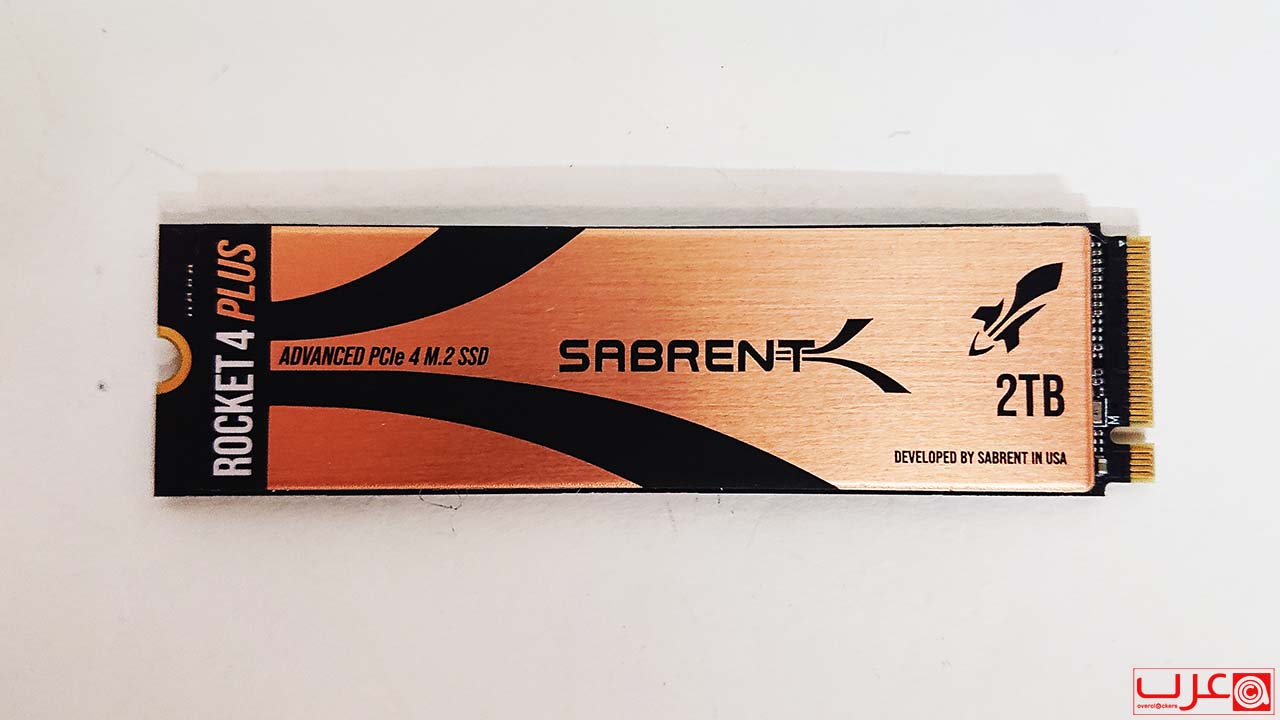 ROCKET 4 PLUS
ADVANCED PCIe 4 M.2 SSD
SABRENT
2TB
DEVELOPED BY SABRENT IN USA
M
عرب
overclockers